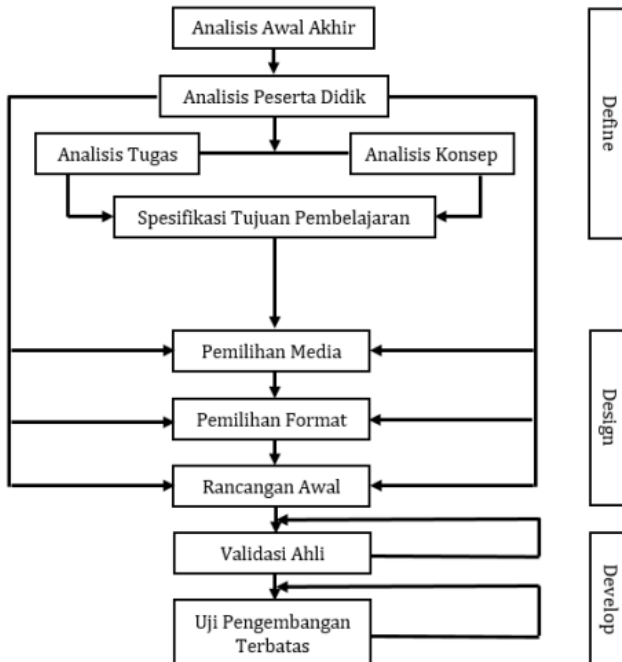 Analisis Awal Akhir
Analisis Peserta Didik
Analisis Tugas
Analisis Konsep
Spesifikasi Tujuan Pembelajaran
Define
Pemilihan Media
Pemilihan Format
Rancangan Awal
Design
Validasi Ahli
Uji Pengembangan
Terbatas
Develop